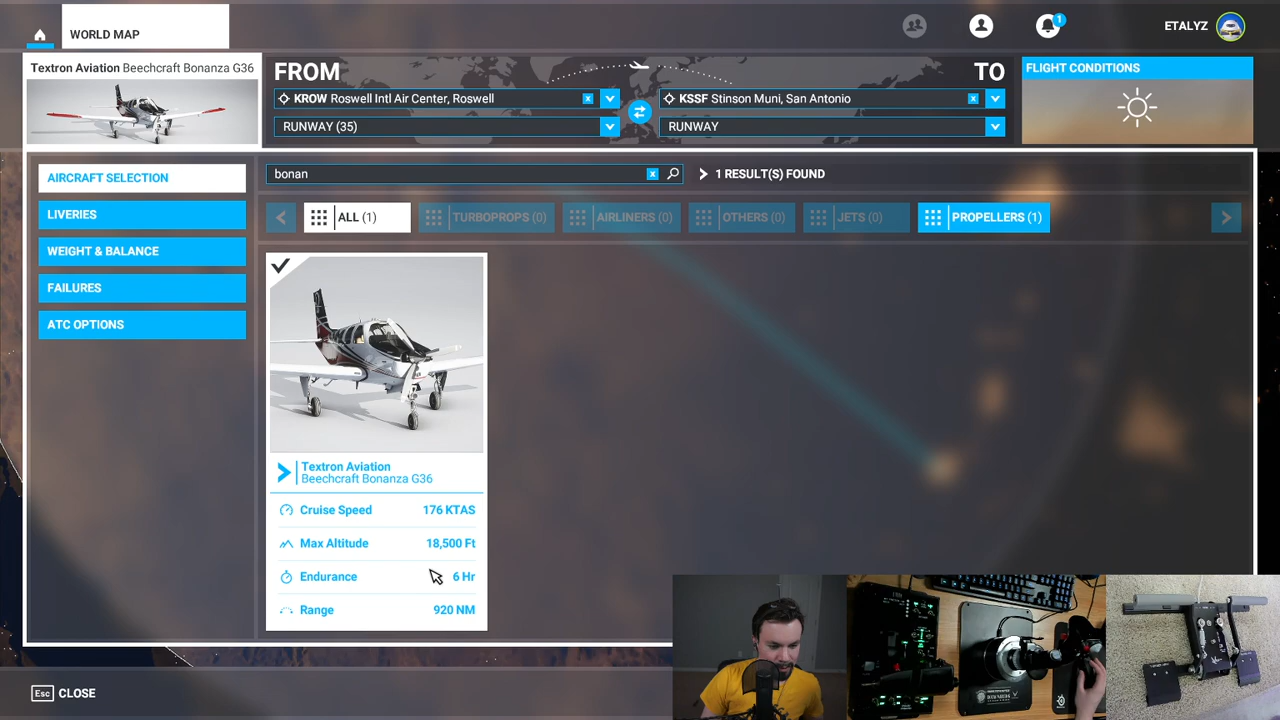 WORLD MAP
1
ETALYZ
Textron Aviation Beechcraft Bonanza G36
FROM
TO
KROW Roswell Intl Air Center, Roswell
RUNWAY (35)
KSSF Stinson Muni, San Antonio
RUNWAY
FLIGHT CONDITIONS
AIRCRAFT SELECTION
LIVERIES
WEIGHT & BALANCE
FAILURES
ATC OPTIONS
bonan
1 RESULT(S) FOUND
ALL (1)
TURBOPROPS (0)
AIRLINERS (0)
OTHERS (0)
JETS (0)
PROPELLERS (1)
Textron Aviation
Beechcraft Bonanza G36
Cruise Speed 176 KTAS
Max Altitude 18,500 Ft
Endurance 6 Hr
Range 920 NM
Esc CLOSE